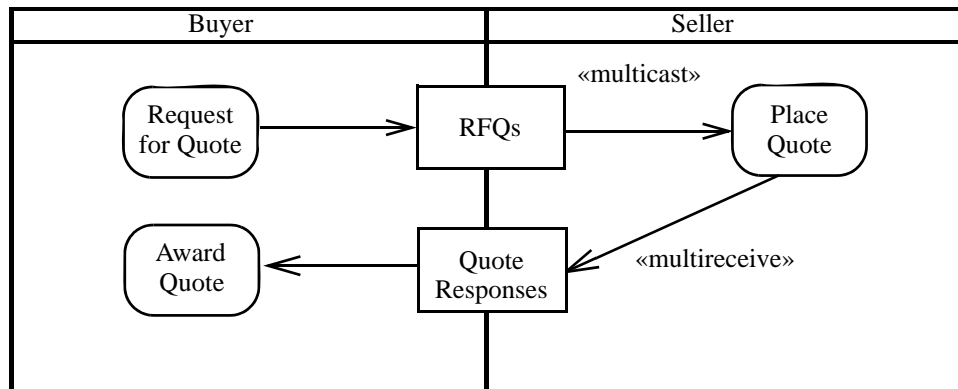 Buyer
Seller
«multicast»
Request
for Quote
RFQs
Place
Quote
Award
Quote
Quote
Responses
«multireceive»